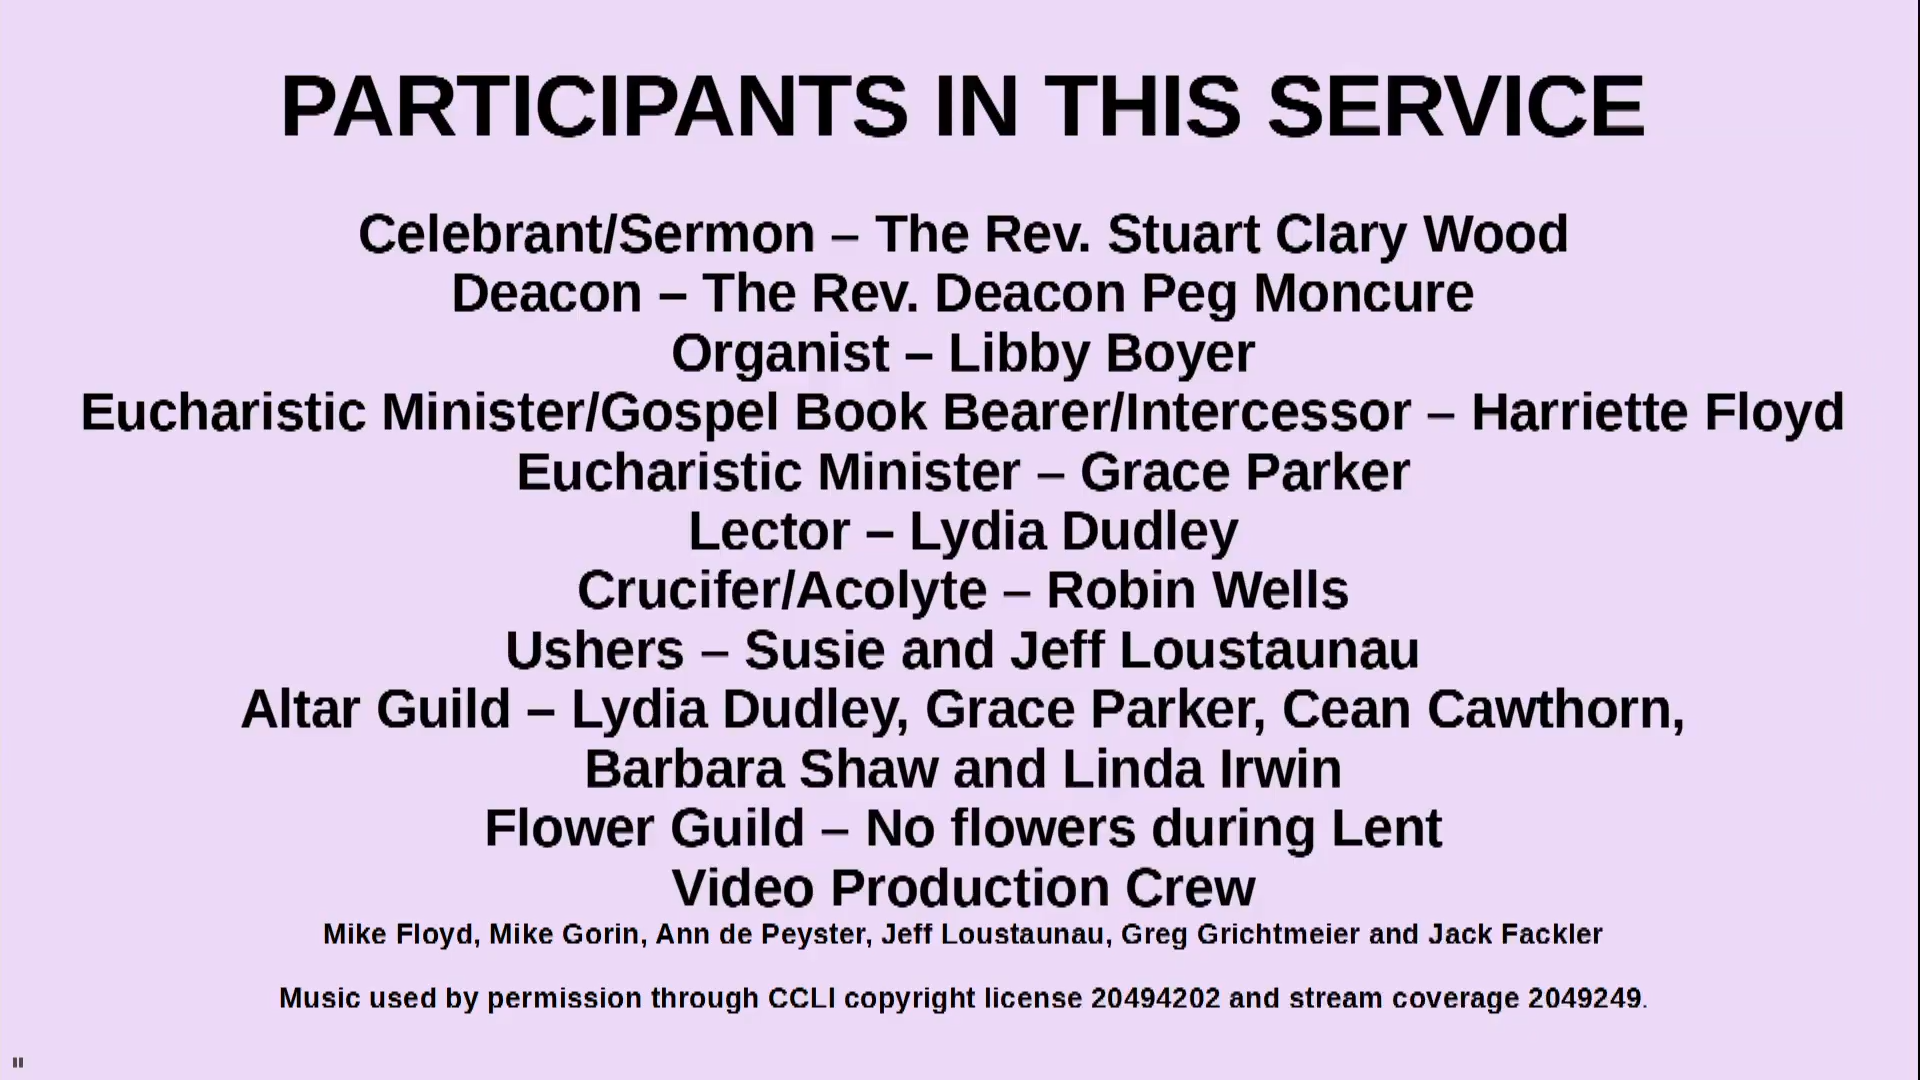 PARTICIPANTS IN THIS SERVICE
Celebrant/Sermon – The Rev. Stuart Clary Wood
Deacon – The Rev. Deacon Peg Moncure
Organist – Libby Boyer
Eucharistic Minister/Gospel Book Bearer/Intercessor – Harriette Floyd
Eucharistic Minister – Grace Parker
Lector – Lydia Dudley
Crucifer/Acolyte – Robin Wells
Ushers – Susie and Jeff Loustaunau
Altar Guild – Lydia Dudley, Grace Parker, Cean Cawthorn,
Barbara Shaw and Linda Irwin
Flower Guild – No flowers during Lent
Video Production Crew
Mike Floyd, Mike Gorin, Ann de Peyster, Jeff Loustaunau, Greg Grichtmeier and Jack Fackler
Music used by permission through CCLI copyright license 20494202 and stream coverage 2049249.